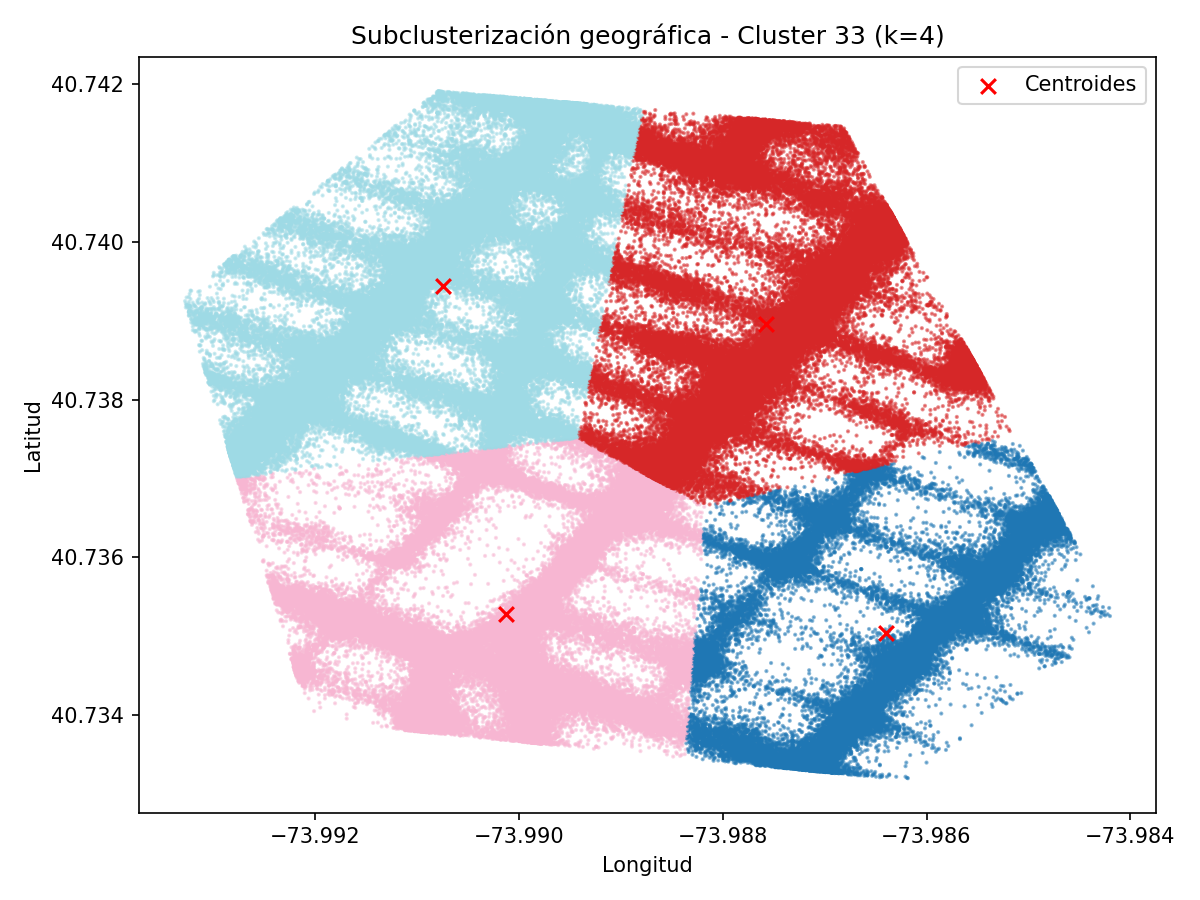 Subclusterización geográfica - Cluster 33 (k=4)
Centroides
40.742
40.740
40.738
40.736
40.734
Latitud
−73.992
−73.990
−73.988
−73.986
−73.984
Longitud